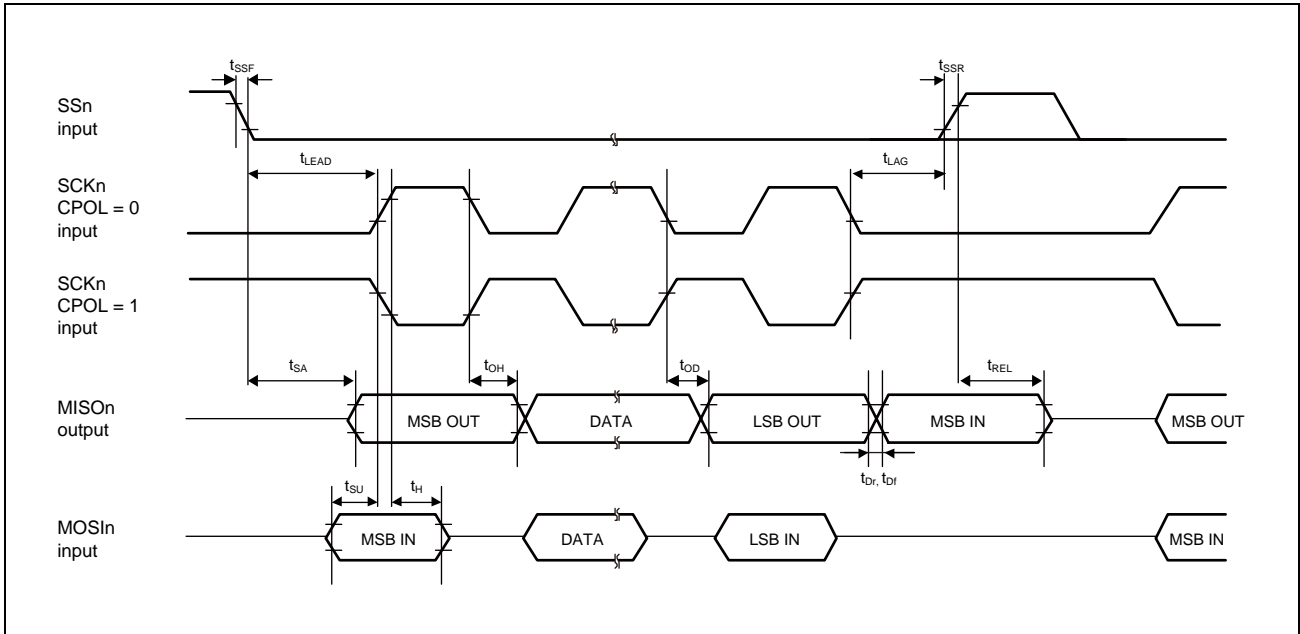 tSSF
tSSR
SSn
input
tLEAD
tLAG
SCKn
CPOL = 0
input
SCKn
CPOL = 1
input
tSA
tOH
tOD
tREL
MISOn
output
MSB OUT
DATA
LSB OUT
MSB IN
MSB OUT
tDr, tDf
tSU
tH
MOSIn
input
MSB IN
DATA
LSB IN
MSB IN